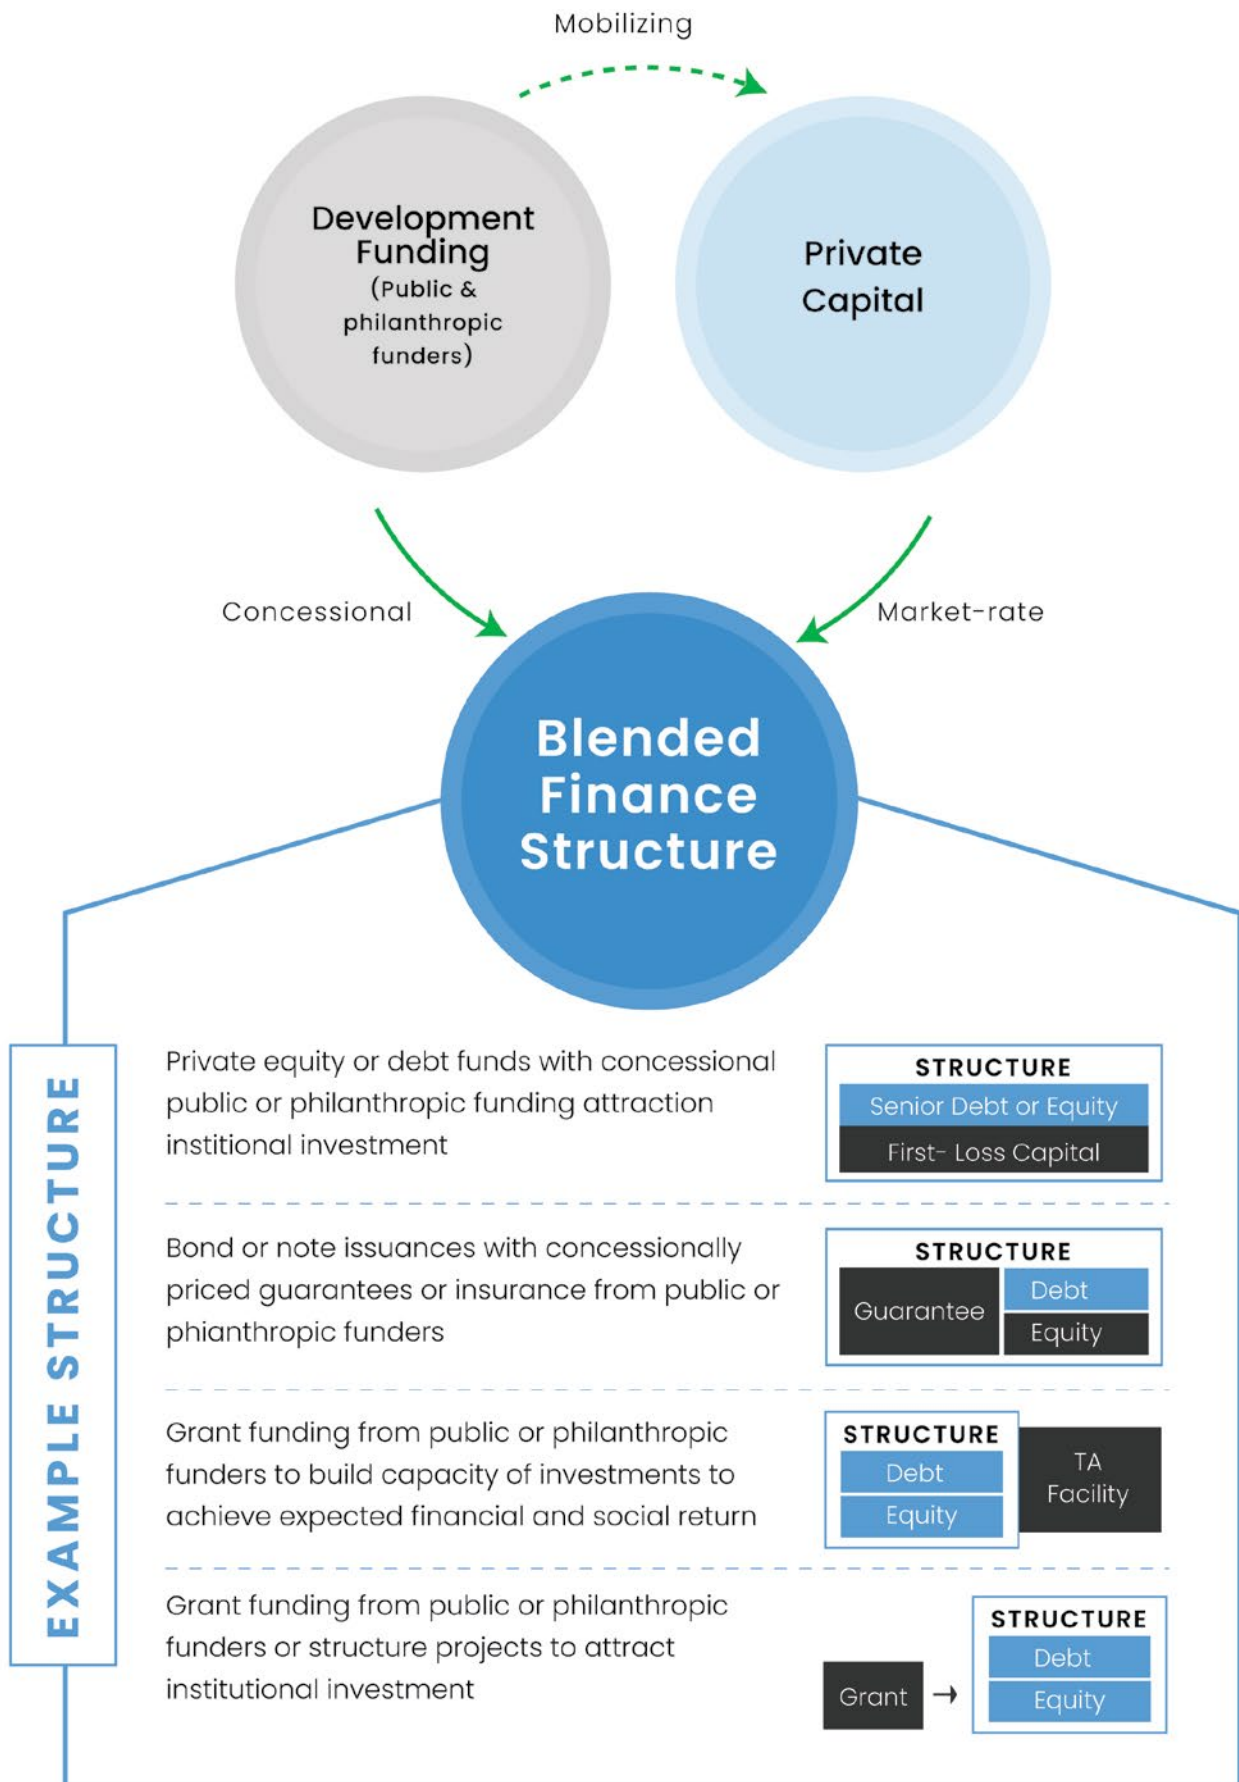 Mobilizing
Development
Funding
(Public &
philanthropic
funders)
Private
Capital
Concessional
Market-rate
Blended
Finance
Structure
EXAMPLE STRUCTURE
Private equity or debt funds with concessional
public or philanthropic funding attraction
institional investment
STRUCTURE
Senior Debt or Equity
First- Loss Capital
Bond or note issuances with concessionally
priced guarantees or insurance from public or
phianthropic funders
STRUCTURE
Guarantee
Debt
Equity
Grant funding from public or philanthropic
funders to build capacity of investments to
achieve expected financial and social return
STRUCTURE
Debt
Equity
TA
Facility
Grant funding from public or philanthropic
funders or structure projects to attract
institutional investment
Grant →
STRUCTURE
Debt
Equity